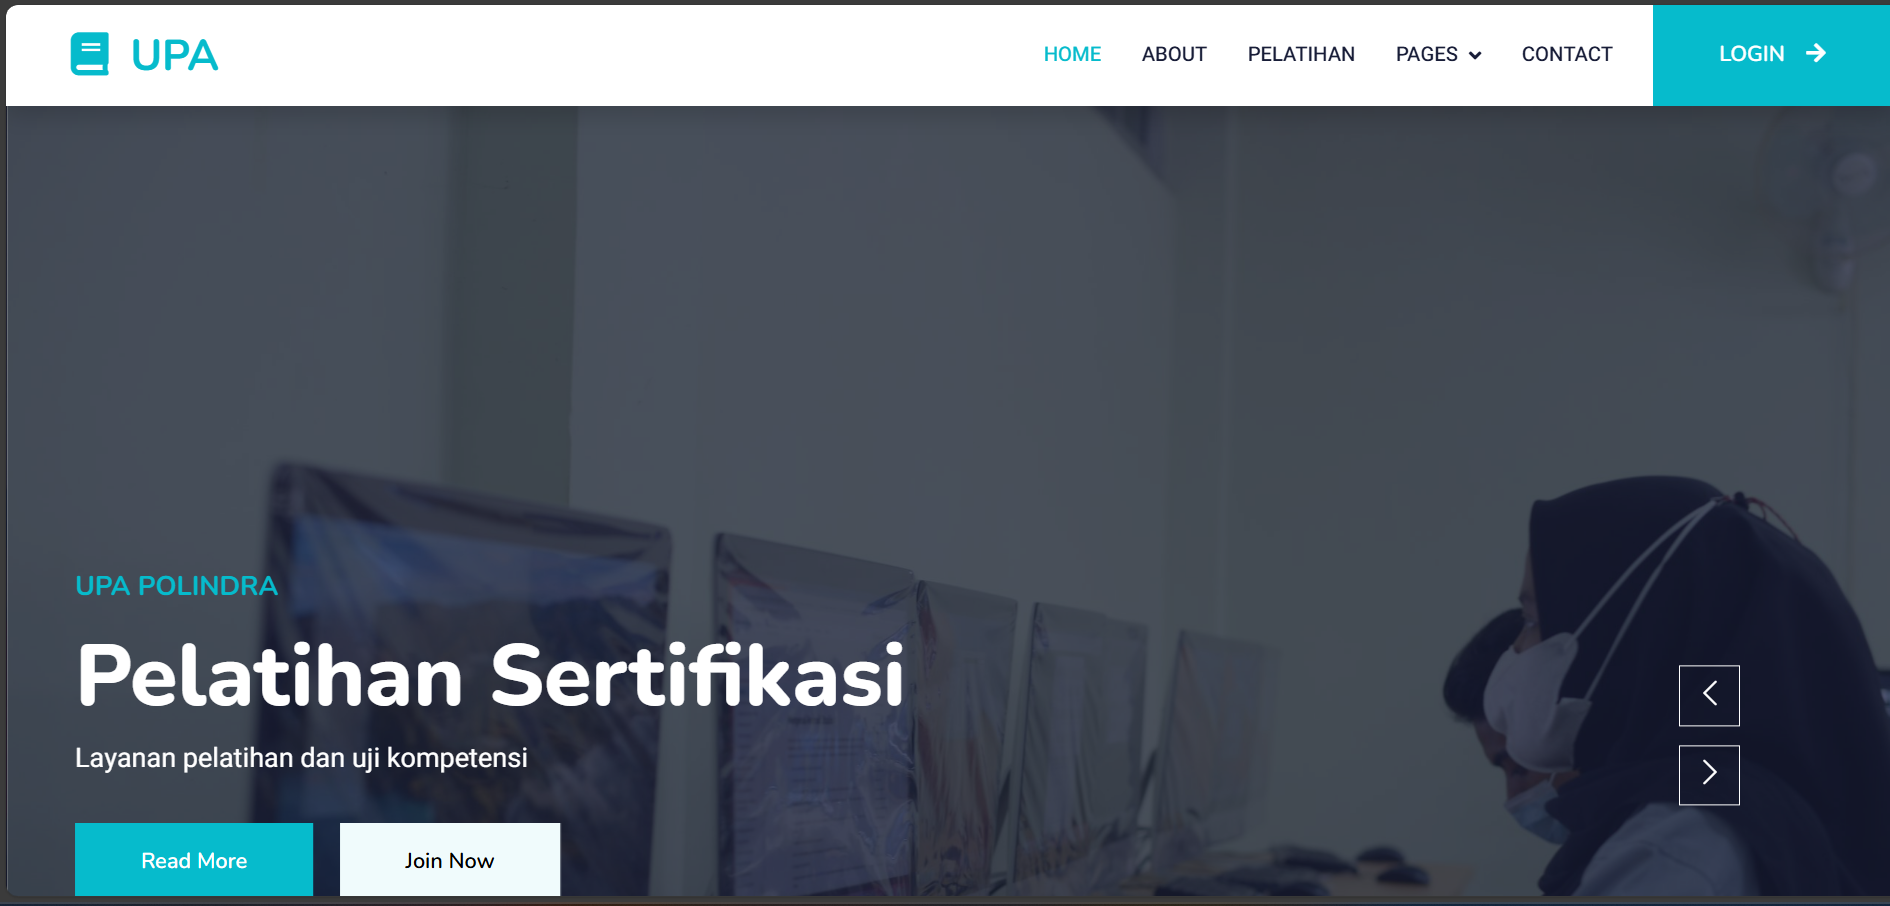 UPA
HOME
ABOUT
PELATIHAN
PAGES
CONTACT
LOGIN
UPA POLINDRA
Pelatihan Sertifikasi
Layanan pelatihan dan uji kompetensi
Read More
Join Now